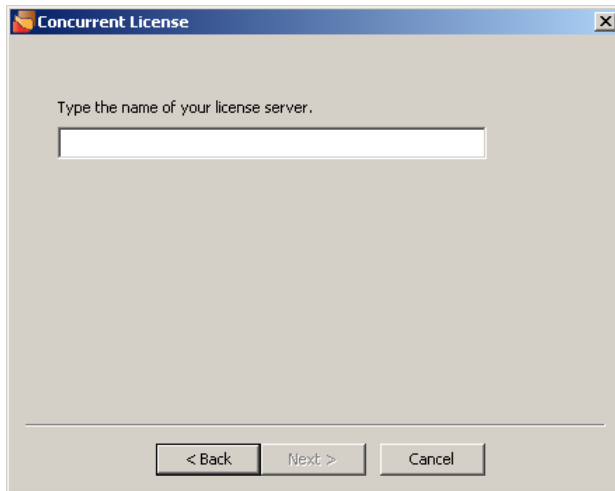 Concurrent License
Type the name of your license server.
< Back
Next >
Cancel